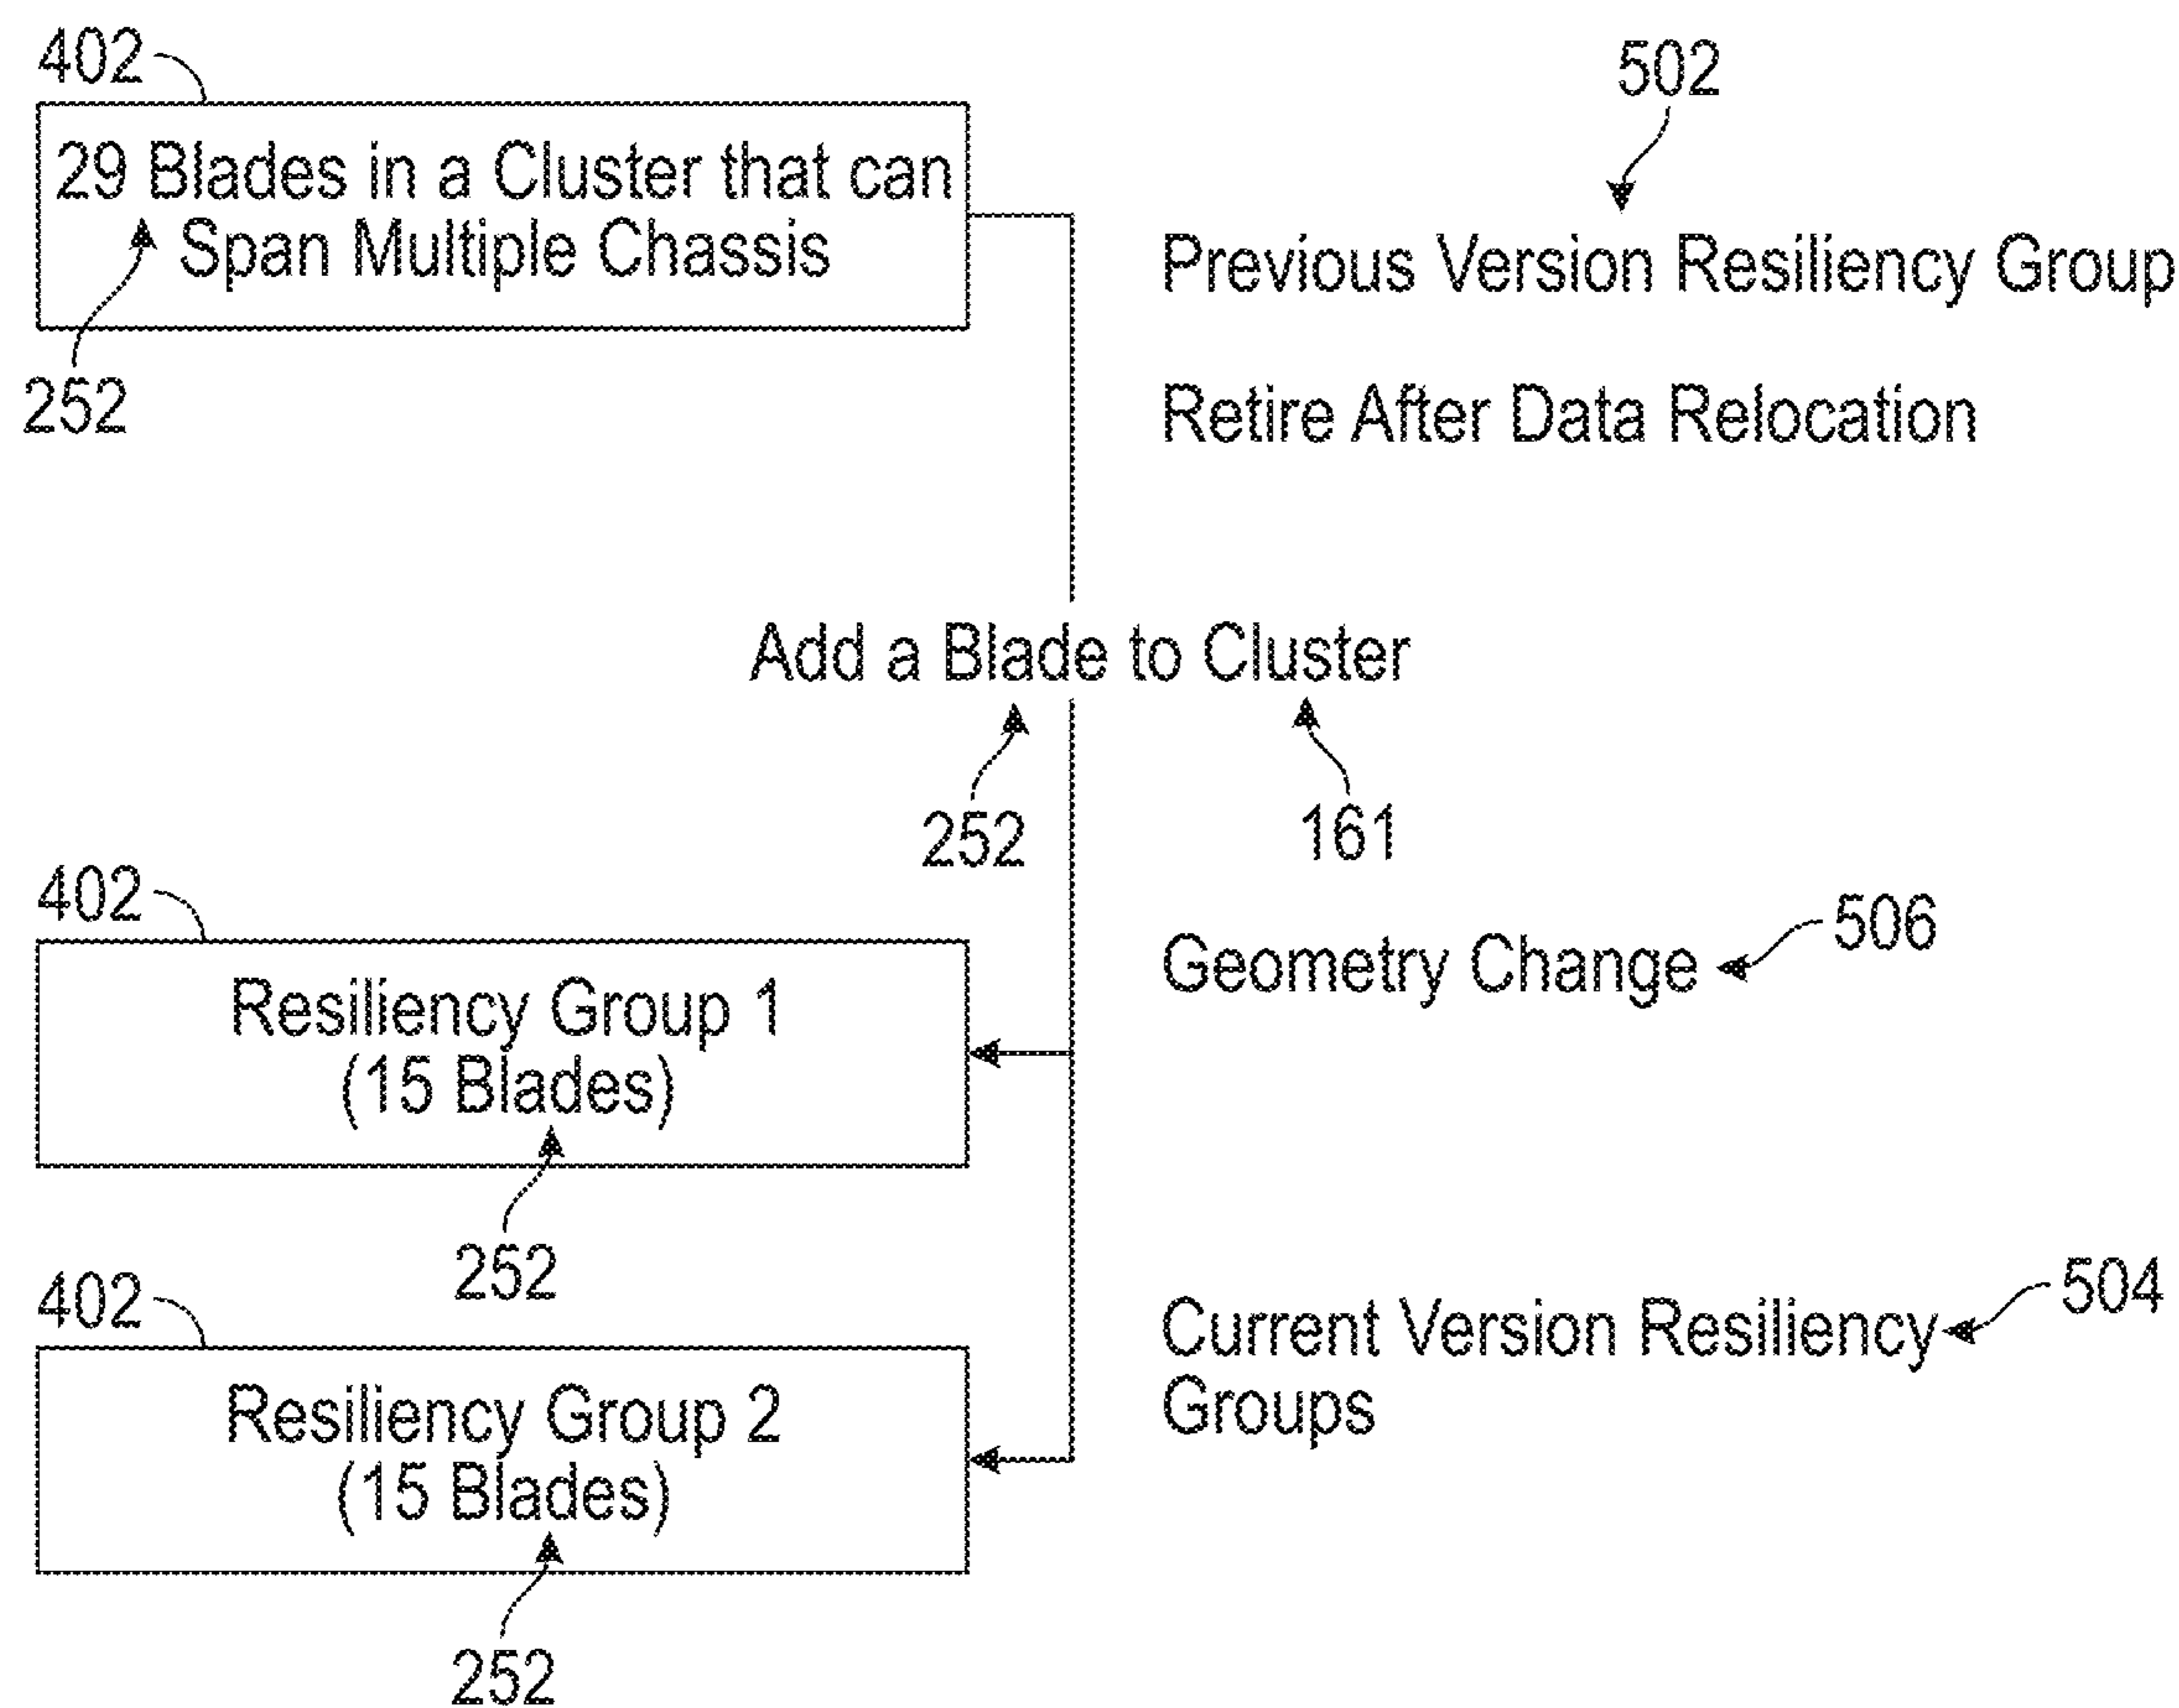 402
502
29 Blades in a Cluster that can
Span Multiple Chassis
Previous Version Resiliency Group
252
Retire After Data Relocation
Add a Blade to Cluster
252
161
402
506
Geometry Change
Resiliency Group 1
(15 Blades)
252
402
504
Current Version Resiliency
Groups
Resiliency Group 2
(15 Blades)
252